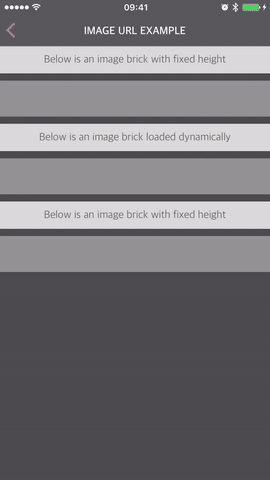 09:41
IMAGE URL EXAMPLE
Below is an image brick with fixed height
Below is an image brick loaded dynamically
Below is an image brick with fixed height